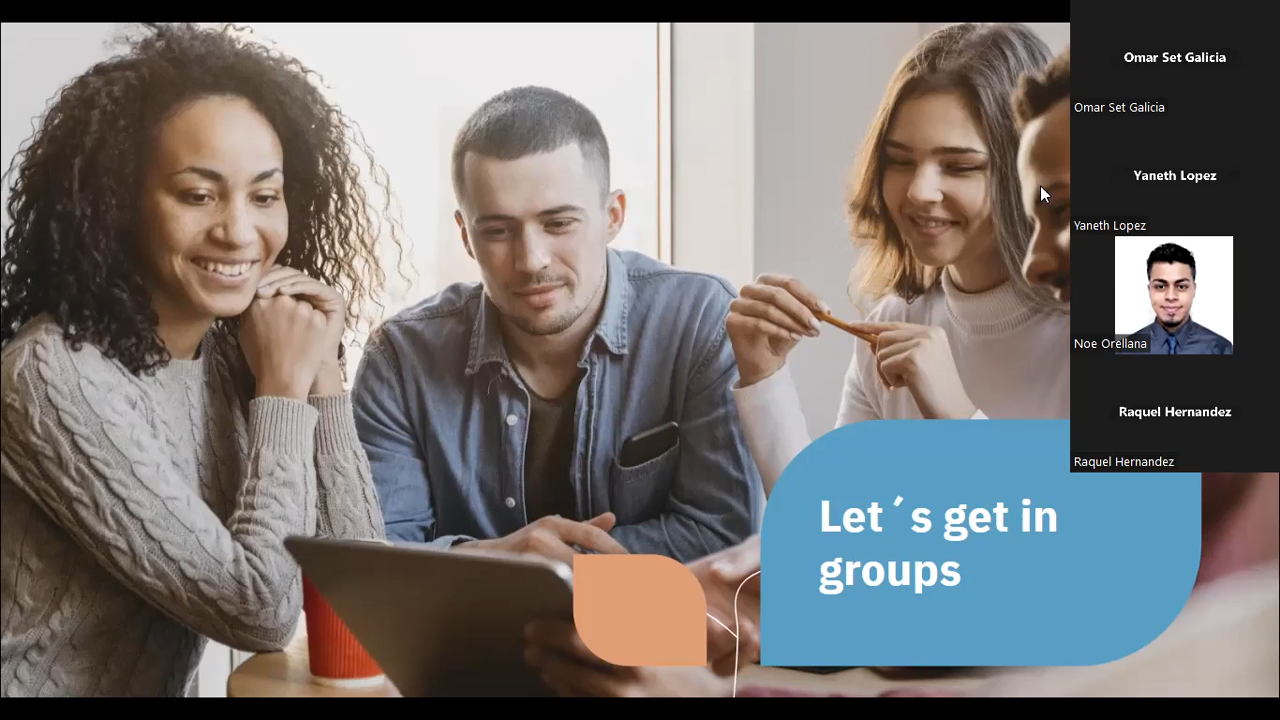 Omar Set Galicia
Omar Set Galicia
Yaneth Lopez
Yaneth Lopez
Noe Orellana
Raquel Hernandez
Raquel Hernandez
Let´s get in
groups